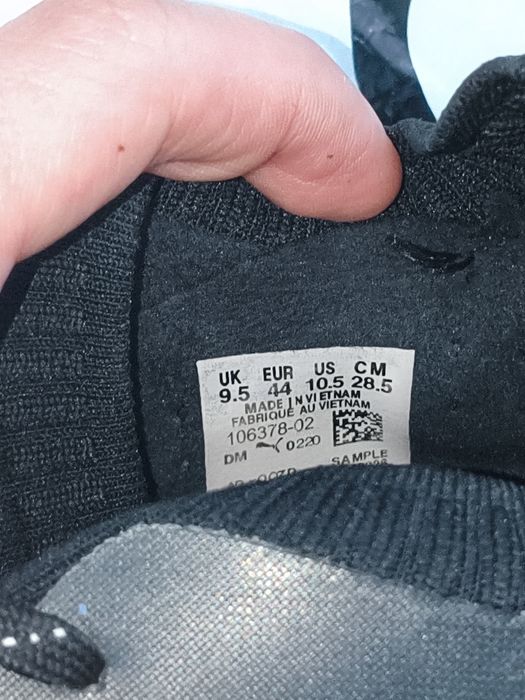 UK EUR US CM
9.5 44 10.5 28.5
MADE IN VIETNAM
FABRIQUÉ AU VIETNAM
106378-02
DM 0220
SAMPLE